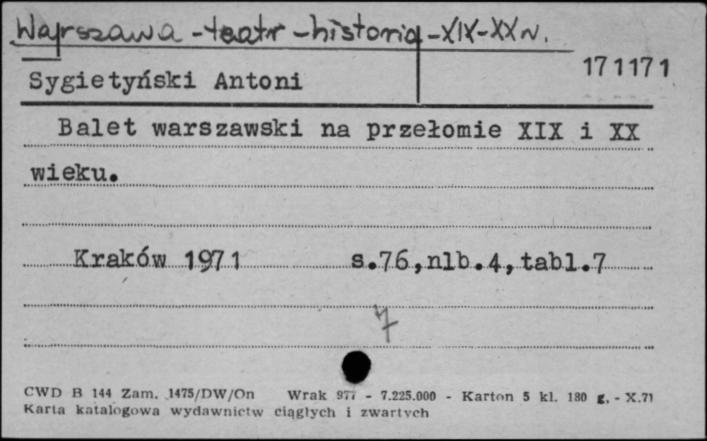 Warszawa - teatr - historia - XIX-XX w.
171171
Sygietyński Antoni
Balet warszawski na przełomie XIX i XX
wieku.
Kraków 1971 s.76,nlb.4,tabl.7
7
CWD B 144 Zam. 1475/DW/On Wrak 977 - 7.225.000 - Karton 5 kl. 180 g. - X.71
Karta katalogowa wydawnictw ciągłych i zwartych